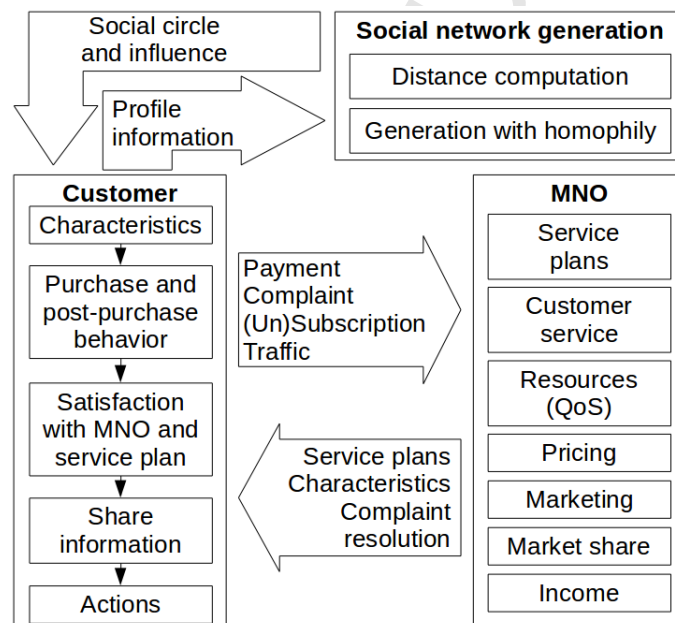 Social circle
and influence
Profile
information
Social network generation
Distance computation
Generation with homophily
Customer
Characteristics
Purchase and
post-purchase
behavior
Satisfaction
with MNO and
service plan
Share
information
Actions
Payment
Complaint
(Un)Subscription
Traffic
Service plans
Characteristics
Complaint
resolution
MNO
Service
plans
Customer
service
Resources
(QoS)
Pricing
Marketing
Market share
Income